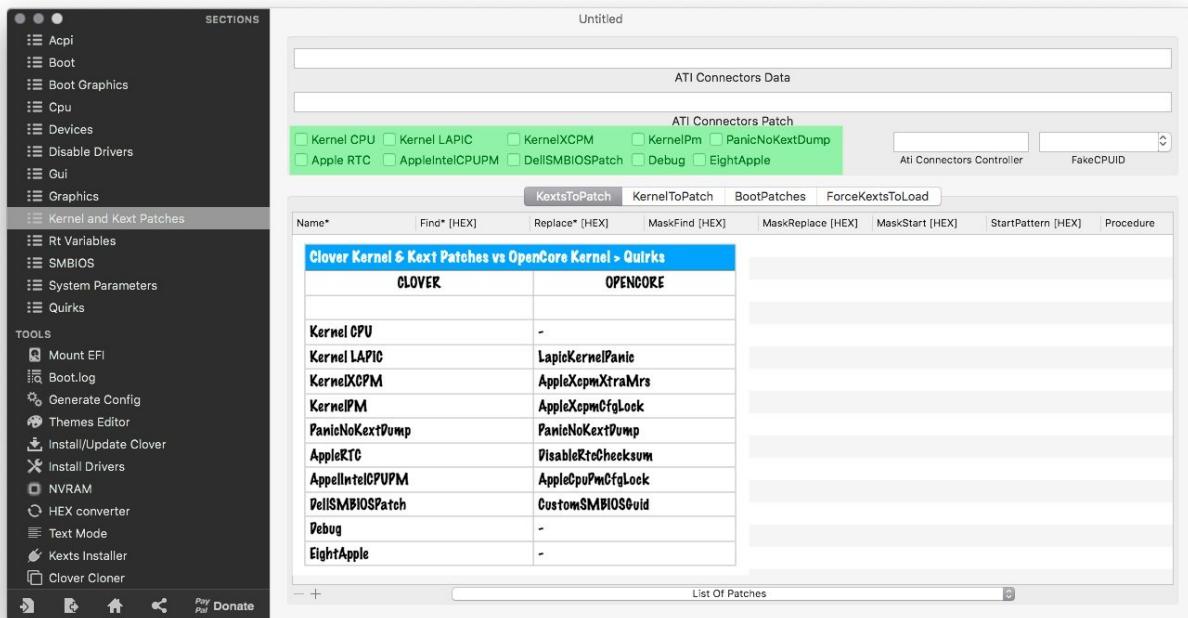 SECTIONS
Acpi
Boot
Boot Graphics
Cpu
Devices
Disable Drivers
Gui
Graphics
Kernel and Kext Patches
Rt Variables
SMBIOS
System Parameters
Quirks
TOOLS
Mount EFI
Boot.log
Generate Config
Themes Editor
Install/Update Clover
Install Drivers
NVRAM
HEX converter
Text Mode
Kexts Installer
Clover Cloner
Pay Pal Donate
Untitled
ATI Connectors Data
ATI Connectors Patch
Kernel CPU Kernel LAPIC KernelXCPM KernelPm PanicNoKextDump
Apple RTC AppleIntelCPUPM DellSMBIOSPatch Debug EightApple
Ati Connectors Controller FakeCPUID
KextsToPatch KernelToPatch BootPatches ForceKextsToLoad
Name* Find* [HEX] Replace* [HEX] MaskFind [HEX] MaskReplace [HEX] MaskStart [HEX] StartPattern [HEX] Procedure
Clover Kernel & Kext Patches vs OpenCore Kernel > Quirks
CLOVER OPENCORE
Kernel CPU -
Kernel LAPIC LapicKernelPanic
KernelXCPM AppleXcpmXtraMrs
KernelPM AppleXcpmCfgLock
PanicNoKextDump PanicNoKextDump
AppleRTC DisableRtcChecksum
AppelIntelCPUPM AppleCpuPmCfgLock
DellSMBIOSPatch CustomSMBIOSGuid
Debug -
EightApple -
List Of Patches